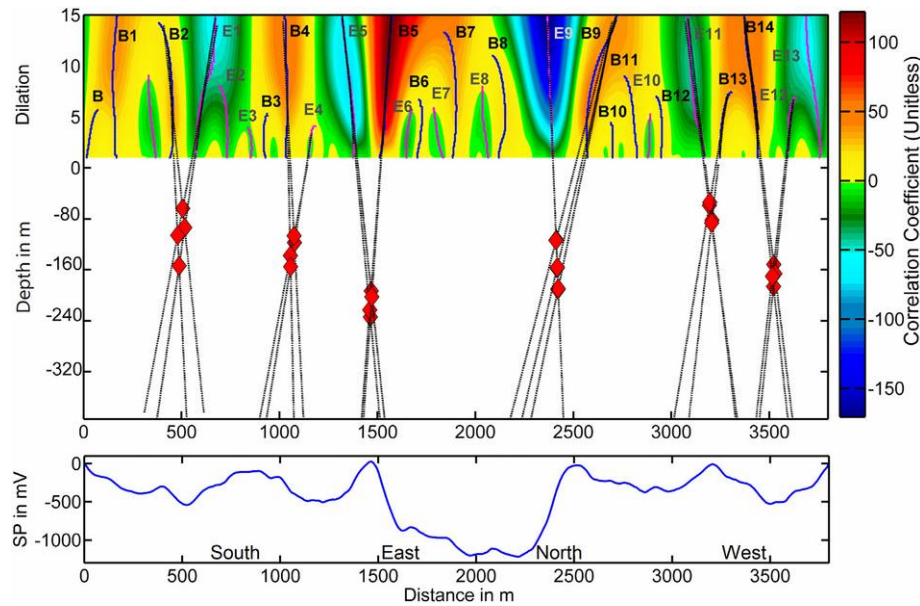 15
10
5
0
Dilation
B
B1
B2
E1
E2
E3
B3
B4
E4
E5
B5
E6
B6
E7
B7
E8
B8
E9
B9
B10
B11
E10
B12
E11
B13
B14
E12
E13
-80
-160
-240
-320
Depth in m
0 500 1000 1500 2000 2500 3000 3500
100
50
0
-50
-100
-150
Correlation Coefficient (Unitless)
0
-500
-1000
SP in mV
South East North West
0 500 1000 1500 2000 2500 3000 3500
Distance in m